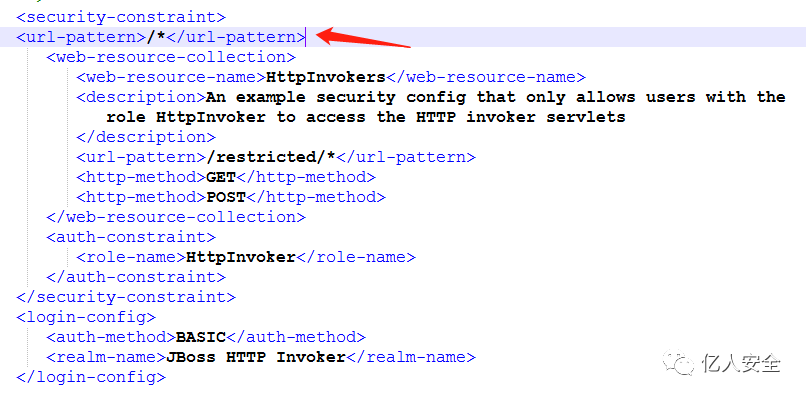 <security-constraint>
<url-pattern>/*</url-pattern>
<web-resource-collection>
<web-resource-name>HttpInvokers</web-resource-name>
<description>An example security config that only allows users with the
role HttpInvoker to access the HTTP invoker servlets
</description>
<url-pattern>/restricted/*</url-pattern>
<http-method>GET</http-method>
<http-method>POST</http-method>
</web-resource-collection>
<auth-constraint>
<role-name>HttpInvoker</role-name>
</auth-constraint>
</security-constraint>
<login-config>
<auth-method>BASIC</auth-method>
<realm-name>JBoss HTTP Invoker</realm-name>
</login-config>
亿人安全